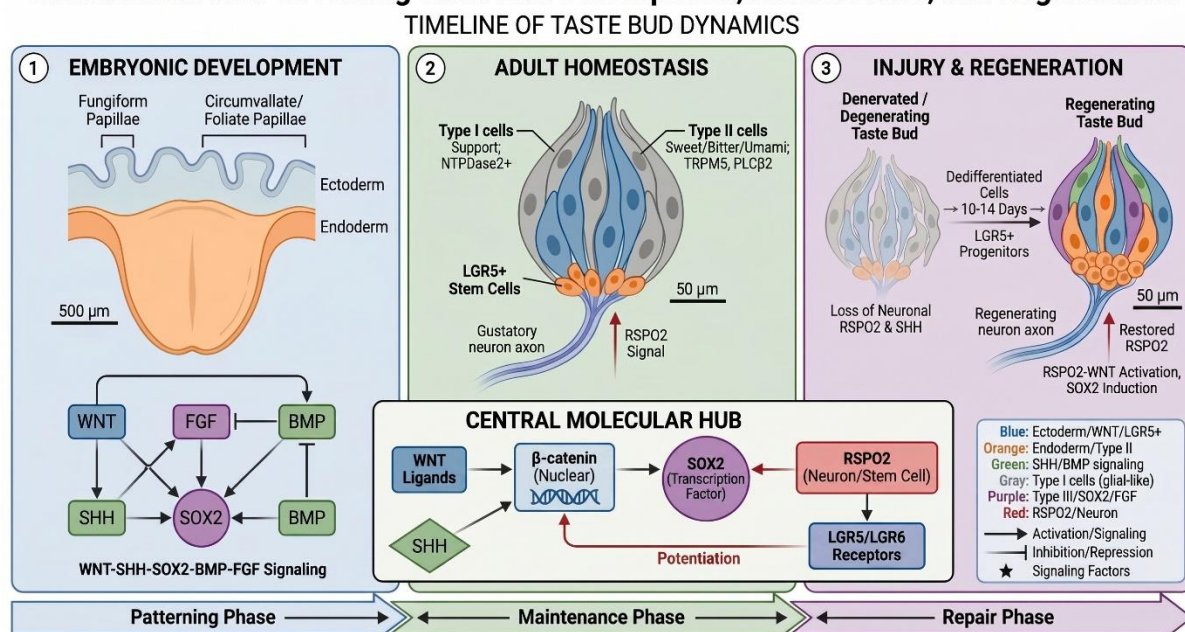 TIMELINE OF TASTE BUD DYNAMICS
1 EMBRYONIC DEVELOPMENT
Fungiform
Papillae
Circumvallate/
Foliate Papillae
Ectoderm
Endoderm
500 µm
WNT
FGF
BMP
SHH
SOX2
BMP
WNT-SHH-SOX2-BMP-FGF Signaling
2 ADULT HOMEOSTASIS
Type I cells
Support;
NTPDase2+
Type II cells
Sweet/Bitter/Umami;
TRPM5, PLCβ2
LGR5+
Stem Cells
50 µm
Gustatory
neuron axon
RSPO2
Signal
3 INJURY & REGENERATION
Denervated /
Degenerating
Taste Bud
Regenerating
Taste Bud
Dedifferentiated
Cells
10-14 Days
LGR5+
Progenitors
Loss of Neuronal
RSPO2 & SHH
Regenerating
neuron axon
50 µm
Restored
RSPO2
RSPO2-WNT Activation,
SOX2 Induction
CENTRAL MOLECULAR HUB
WNT
Ligands
β-catenin
(Nuclear)
SOX2
(Transcription
Factor)
RSPO2
(Neuron/Stem Cell)
SHH
LGR5/LGR6
Receptors
Potentiation
Blue: Ectoderm/WNT/LGR5+
Orange: Endoderm/Type II
Green: SHH/BMP signaling
Gray: Type I cells (glial-like)
Purple: Type III/SOX2/FGF
Red: RSPO2/Neuron
Activation/Signaling
Inhibition/Repression
Signaling Factors
Patterning Phase
Maintenance Phase
Repair Phase